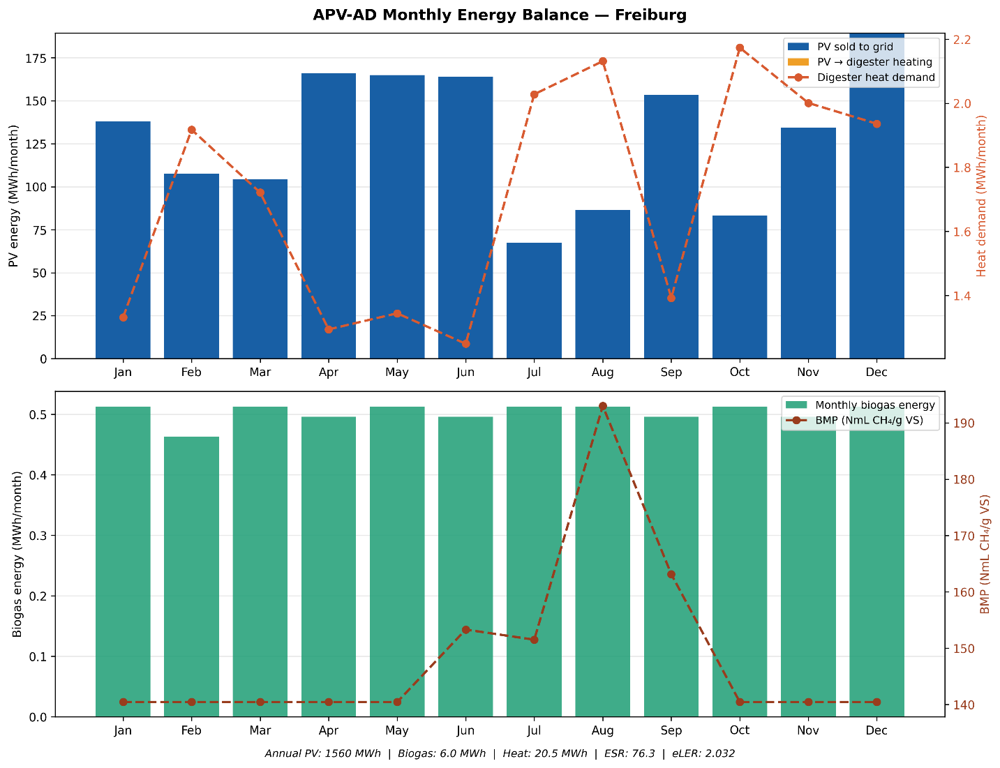 APV-AD Monthly Energy Balance — Freiburg
PV energy (MWh/month)
175
150
125
100
75
50
25
0
2.2
2.0
1.8
1.6
1.4
Heat demand (MWh/month)
PV sold to grid
PV → digester heating
Digester heat demand
Jan Feb Mar Apr May Jun Jul Aug Sep Oct Nov Dec
Biogas energy (MWh/month)
0.5
0.4
0.3
0.2
0.1
0.0
190
180
170
160
150
140
BMP (NmL CH₄/g VS)
Monthly biogas energy
BMP (NmL CH₄/g VS)
Jan Feb Mar Apr May Jun Jul Aug Sep Oct Nov Dec
Annual PV: 1560 MWh | Biogas: 6.0 MWh | Heat: 20.5 MWh | ESR: 76.3 | eLER: 2.032